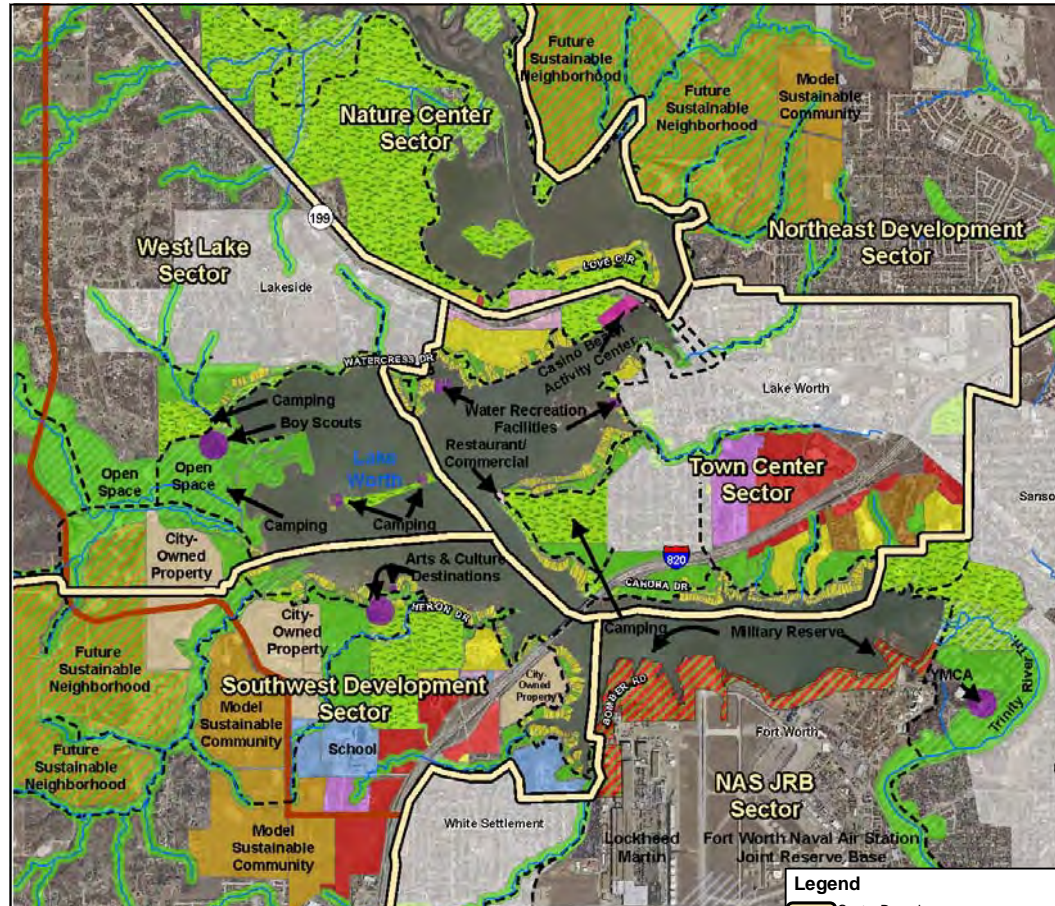 Future
Sustainable
Neighborhood
Future
Sustainable
Neighborhood
Model
Sustainable
Community
Nature Center
Sector
199
West Lake
Sector
Lakeside
Northeast Development
Sector
LOVE CIR
WATERCRESS DR
Casino Beach
Activity Center
Lake Worth
Camping
Boy Scouts
Water Recreation
Facilities
Restaurant/
Commercial
Town Center
Sector
Open
Space
Open
Space
Lake
Worth
Camping
Camping
City-
Owned
Property
820
CAHOBA DR
Arts & Culture
Destinations
HERON DR
City-
Owned
Property
Camping
Military Reserve
YMCA
Trinity River
Future
Sustainable
Neighborhood
Southwest Development
Sector
City-
Owned
Property
BOMBER RD
Model
Sustainable
Community
School
Fort Worth
Future
Sustainable
Neighborhood
NAS JRB
Sector
White Settlement
Model
Sustainable
Community
Lockheed
Martin
Fort Worth Naval Air Station
Joint Reserve Base
Legend